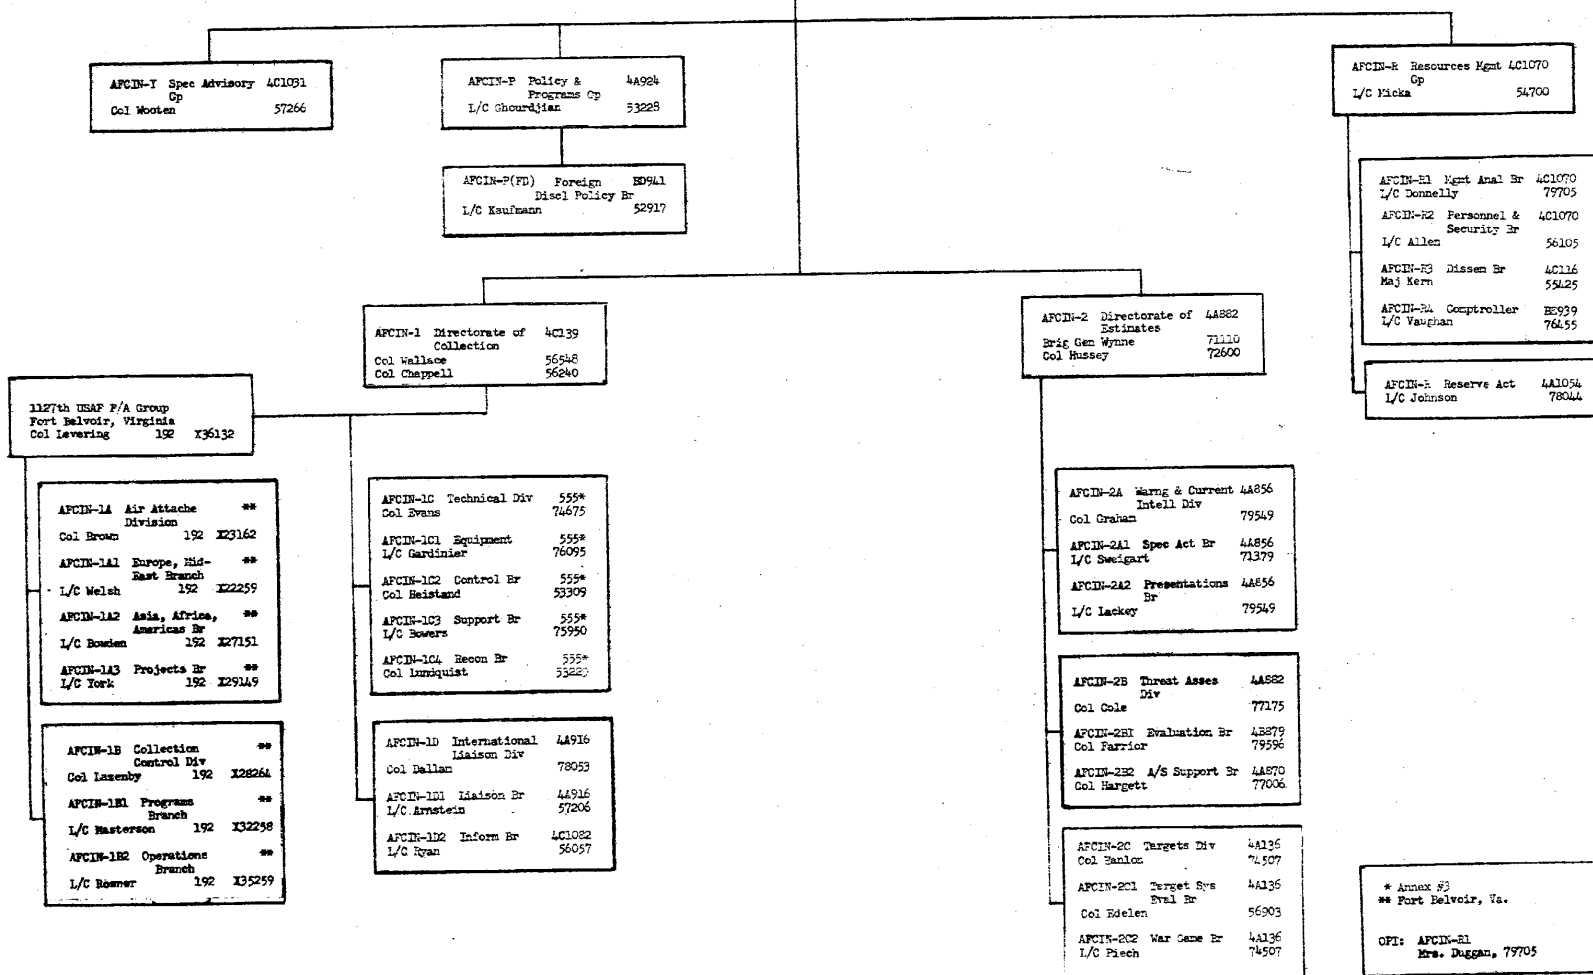 AFCIN-Y Spec Advisory 4C1031
Gp
Col Wooten 57266
AFCIN-P Policy & 4A924
Programs Gp
L/C Ghourdjian 53228
AFCIN-P(FD) Foreign BD941
Discl Policy Br
L/C Kaufmann 52917
AFCIN-R Resources Mgmt 4C1070
Gp
L/C Micka 54700
AFCIN-R1 Mgmt Anal Br 4C1070
L/C Donnelly 79705
AFCIN-R2 Personnel & 4C1070
Security Br
L/C Allen 56105
AFCIN-R3 Dissem Br 4C116
Maj Kern 55425
AFCIN-R4 Comptroller BE939
L/C Vaughan 76455
AFCIN-R Reserve Act 4A1054
L/C Johnson 78044
AFCIN-1 Directorate of 4C139
Collection
Col Wallace 56548
Col Chappell 56240
AFCIN-2 Directorate of 4A882
Estimates
Brig Gen Wynne 71110
Col Hussey 72600
1127th USAF F/A Group
Fort Belvoir, Virginia
Col Levering 192 X36132
AFCIN-1A Air Attache **
Division
Col Brown 192 X23162
AFCIN-1A1 Europe, Mid- **
East Branch
L/C Welsh 192 X22259
AFCIN-1A2 Asia, Africa, **
Americas Br
L/C Bowden 192 X27151
AFCIN-1A3 Projects Br **
L/C York 192 X29149
AFCIN-1B Collection **
Control Div
Col Lazenby 192 X28264
AFCIN-1B1 Programs **
Branch
L/C Masterson 192 X32258
AFCIN-1B2 Operations **
Branch
L/C Rosner 192 X35259
AFCIN-1C Technical Div 555*
Col Evans 74675
AFCIN-1C1 Equipment 555*
L/C Gardinier 76095
AFCIN-1C2 Control Br 555*
Col Heistand 53309
AFCIN-1C3 Support Br 555*
L/C Bowers 75950
AFCIN-1C4 Recon Br 555*
Col Lundquist
AFCIN-1D International 4A916
Liaison Div
Col Dallam 78053
AFCIN-1D1 Liaison Br 4A916
L/C Arnstein 57206
AFCIN-1D2 Inform Br 4C1082
L/C Ryan 56057
AFCIN-2A Warng & Current 4A856
Intell Div
Col Graham 79549
AFCIN-2A1 Spec Act Br 4A856
L/C Sweigart 71379
AFCIN-2A2 Presentations 4A856
Br
L/C Lackey 79549
AFCIN-2B Threat Asses 4A882
Div
Col Cole 77175
AFCIN-2B1 Evaluation Br 4B879
Col Farrior 79596
AFCIN-2B2 A/S Support Br 4A870
Col Hargett 77006
AFCIN-2C Targets Div 4A136
Col Hanlon 74507
AFCIN-2C1 Target Sys 4A136
Eval Br
Col Edelen 56903
AFCIN-2C2 War Game Br 4A136
L/C Piech 74507
* Annex #3
** Fort Belvoir, Va.
OPI: AFCIN-R1
Mrs. Duggan, 79705